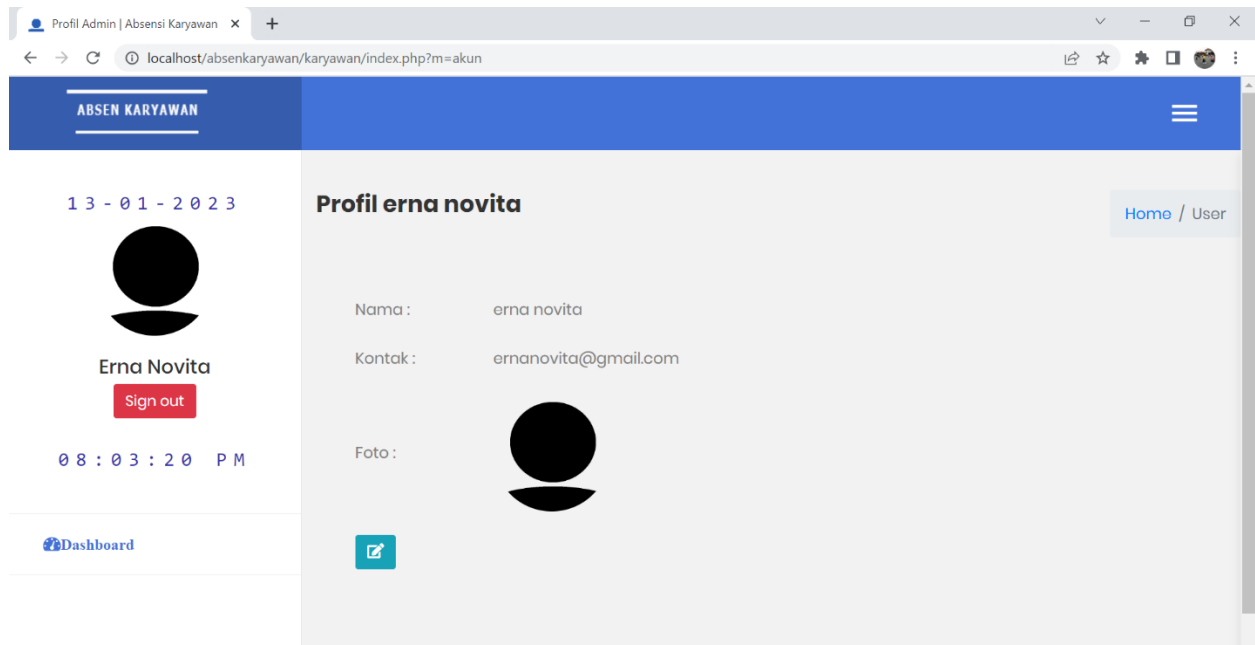 Profil Admin | Absensi Karyawan
localhost/absenkaryawan/karyawan/index.php?m=akun
ABSEN KARYAWAN
13-01-2023
Erna Novita
Sign out
08:03:20 PM
Dashboard
Profil erna novita
Home / User
Nama : erna novita
Kontak : ernanovita@gmail.com
Foto :